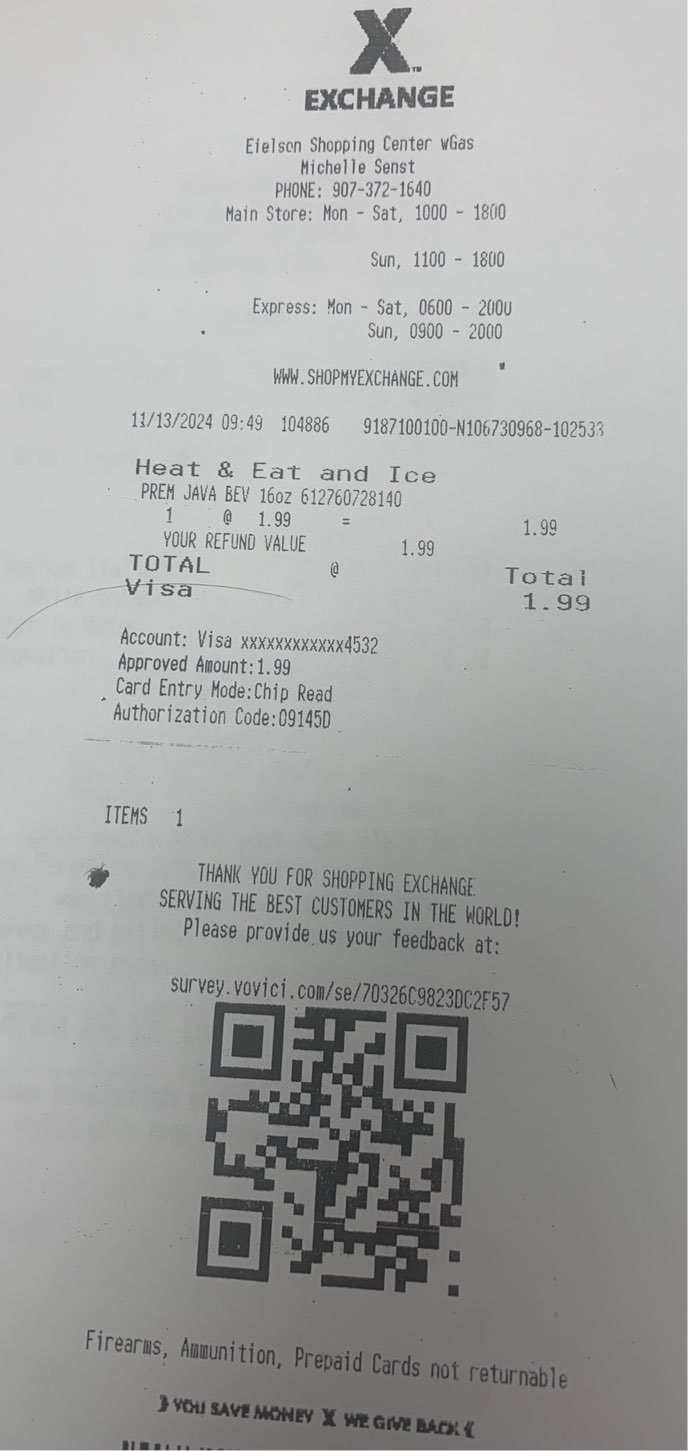 X
EXCHANGE
Eielson Shopping Center wGas
Michelle Senst
PHONE: 907-372-1640
Main Store: Mon - Sat, 1000 - 1800
Sun, 1100 - 1800
Express: Mon - Sat, 0600 - 2000
Sun, 0900 - 2000
WWW.SHOPMYEXCHANGE.COM
11/13/2024 09:49 104886 9187100100-N106730968-102533
Heat & Eat and Ice
PREM JAVA BEV 16oz 612760728140
1 @ 1.99 = 1.99
YOUR REFUND VALUE 1.99
TOTAL @ Total
Visa 1.99
Account: Visa xxxxxxxxxxxx4532
Approved Amount:1.99
Card Entry Mode:Chip Read
Authorization Code:09145D
ITEMS 1
THANK YOU FOR SHOPPING EXCHANGE
SERVING THE BEST CUSTOMERS IN THE WORLD!
Please provide us your feedback at:
survey.vovici.com/se/70326C9823DC2F57
Firearms, Ammunition, Prepaid Cards not returnable
YOU SAVE MONEY X WE GIVE BACK